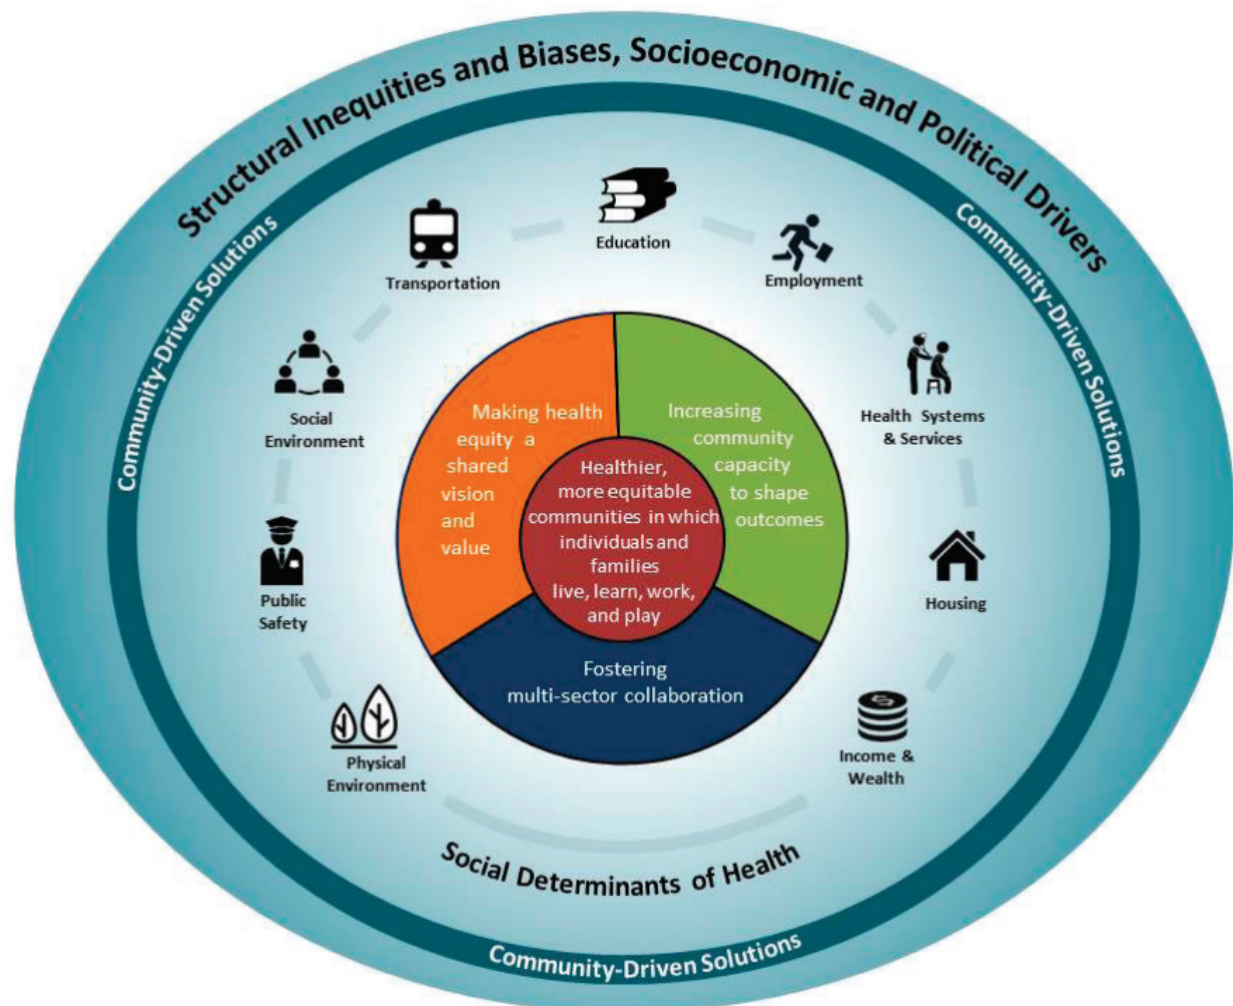 Structural Inequities and Biases, Socioeconomic and Political Drivers
Community-Driven Solutions
Community-Driven Solutions
Education
Transportation
Employment
Social
Environment
Health Systems
& Services
Public
Safety
Housing
Physical
Environment
Income &
Wealth
Making health
equity a
shared
vision
and
value
Increasing
community
capacity
to shape
outcomes
Healthier,
more equitable
communities in which
individuals and
families
live, learn, work,
and play
Fostering
multi-sector collaboration
Social Determinants of Health
Community-Driven Solutions